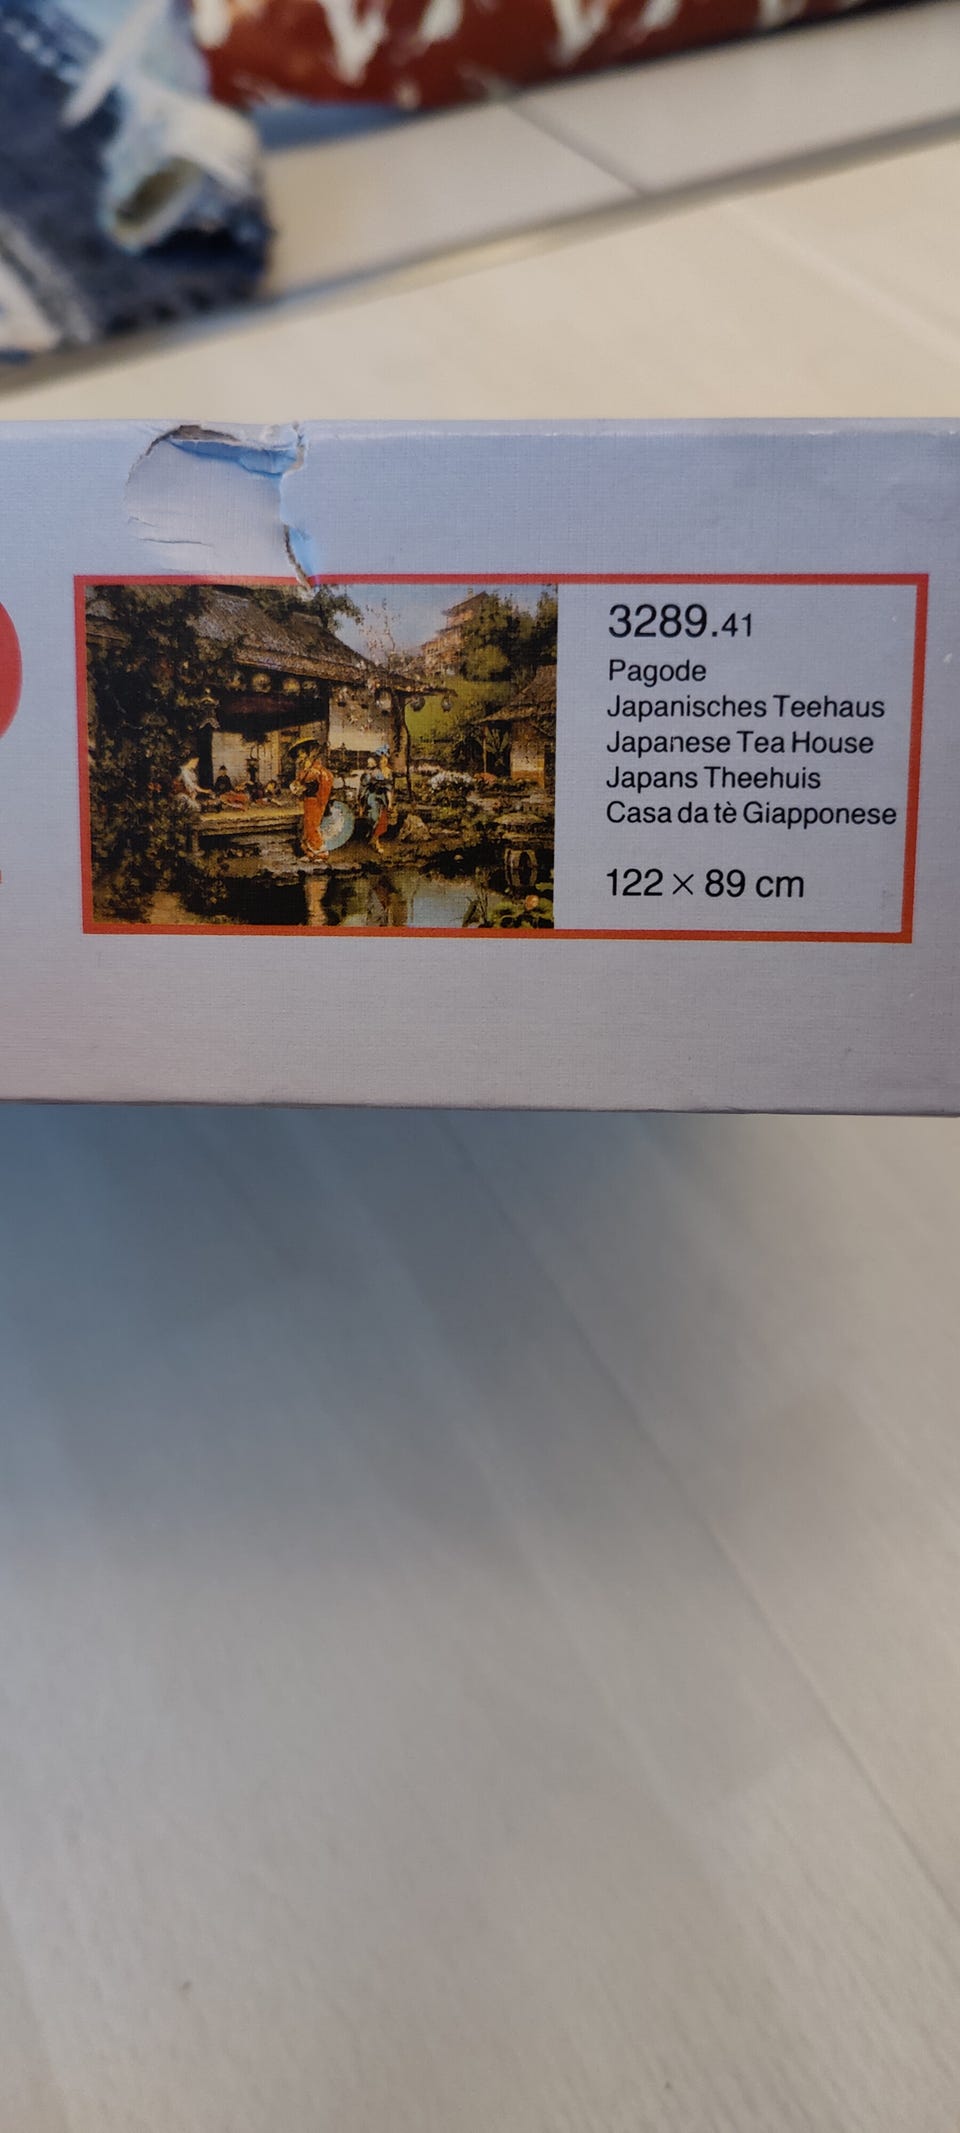 3289.41
Pagode
Japanisches Teehaus
Japanese Tea House
Japans Theehuis
Casa da tè Giapponese
122 × 89 cm